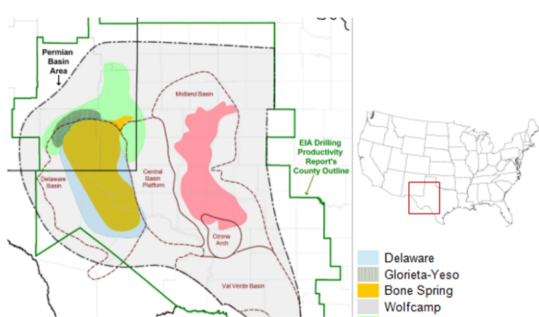 Permian
Basin
Area
Midland Basin
EIA Drilling
Productivity
Report's
County Outline
Delaware
Basin
Central
Basin
Platform
Ozona
Arch
Val Verde Basin
Delaware
Glorieta-Yeso
Bone Spring
Wolfcamp